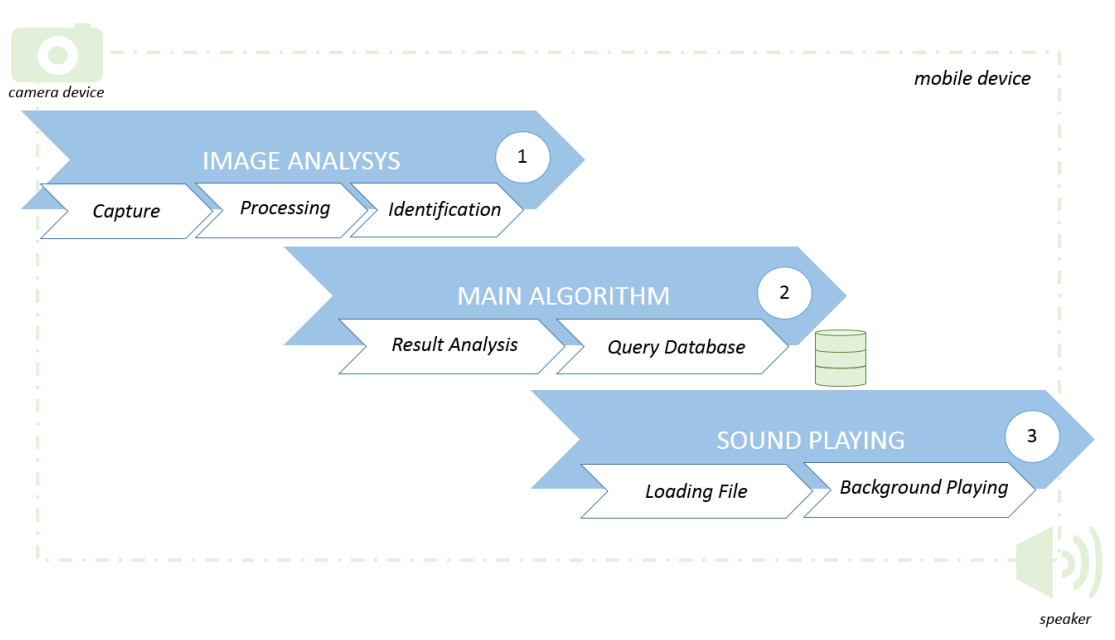 mobile device
camera device
IMAGE ANALYSYS
1
Capture
Processing
Identification
MAIN ALGORITHM
2
Result Analysis
Query Database
SOUND PLAYING
3
Loading File
Background Playing
speaker